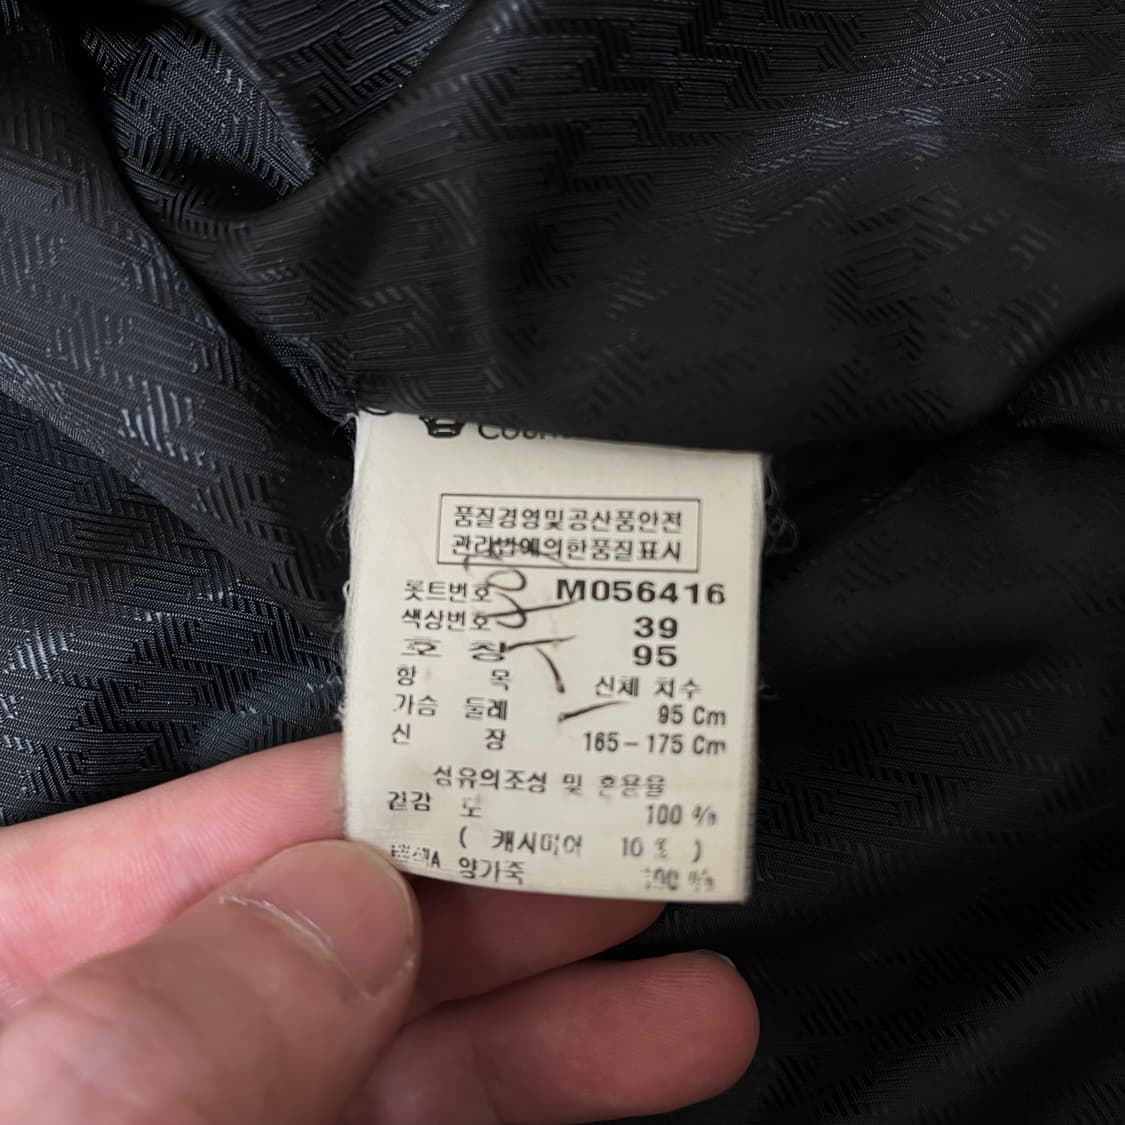 품질경영및공산품안전
관리법에의한품질표시
롯트번호 M056416
색상번호 39
호 칭 95
항 목 신체 치수
가슴 둘레 95 Cm
신 장 165-175 Cm
섬유의조성 및 혼용율
겉감 모 100 %
( 캐시미어 10 % )
배색A 양가죽 100 %